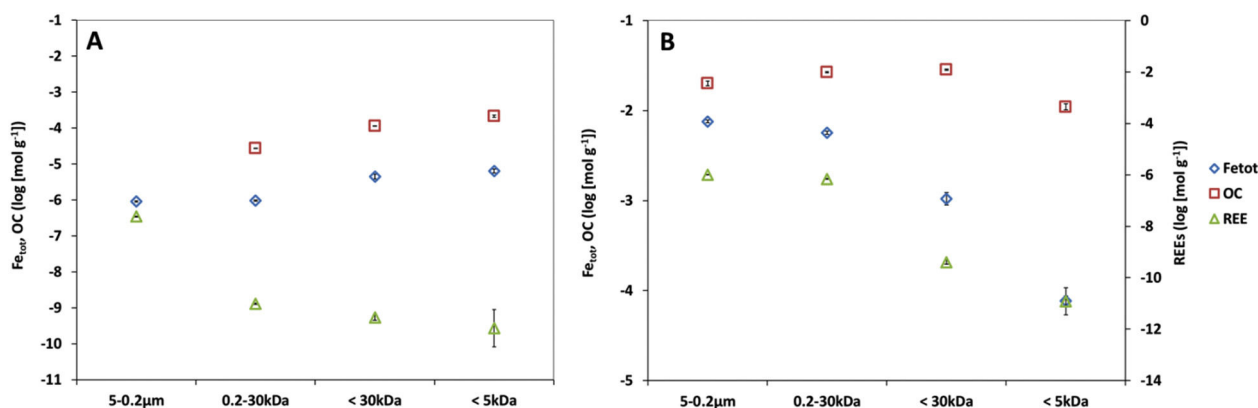 A
-1
-2
-3
-4
-5
-6
-7
-8
-9
-10
-11
Fetot, OC (log [mol g-1])
5-0.2µm 0.2-30kDa < 30kDa < 5kDa
B
-1
-2
-3
-4
-5
Fetot, OC (log [mol g-1])
5-0.2µm 0.2-30kDa < 30kDa < 5kDa
0
-2
-4
-6
-8
-10
-12
-14
REEs (log [mol g-1])
Fetot
OC
REE